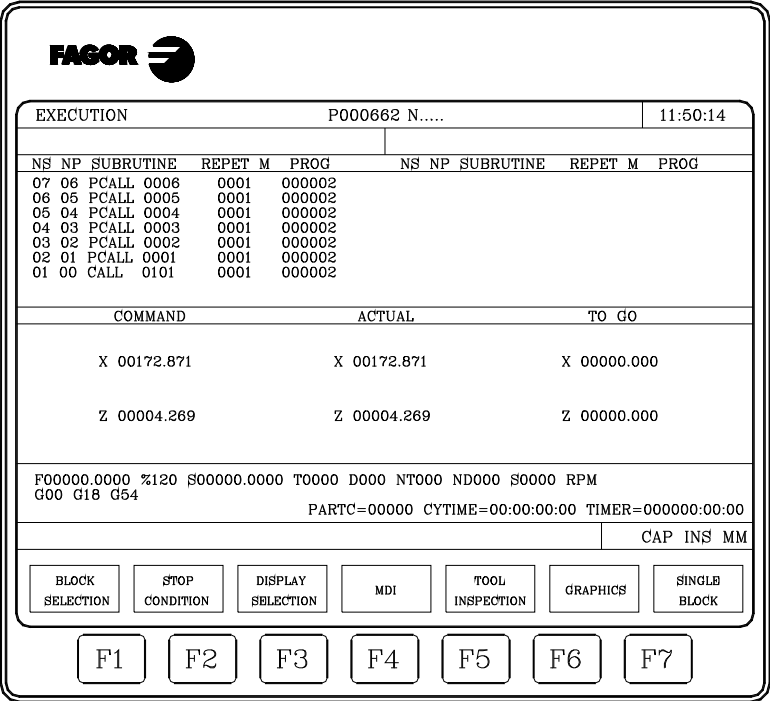 FAGOR
EXECUTION P000662 N..... 11:50:14
NS NP SUBRUTINE REPET M PROG NS NP SUBRUTINE REPET M PROG
07 06 PCALL 0006 0001 000002
06 05 PCALL 0005 0001 000002
05 04 PCALL 0004 0001 000002
04 03 PCALL 0003 0001 000002
03 02 PCALL 0002 0001 000002
02 01 PCALL 0001 0001 000002
01 00 CALL 0101 0001 000002
COMMAND ACTUAL TO GO
X 00172.871 X 00172.871 X 00000.000
Z 00004.269 Z 00004.269 Z 00000.000
F00000.0000 %120 S00000.0000 T0000 D000 NT000 ND000 S0000 RPM
G00 G18 G54
PARTC=00000 CYTIME=00:00:00:00 TIMER=000000:00:00
CAP INS MM
BLOCK SELECTION
STOP CONDITION
DISPLAY SELECTION
MDI
TOOL INSPECTION
GRAPHICS
SINGLE BLOCK
F1 F2 F3 F4 F5 F6 F7